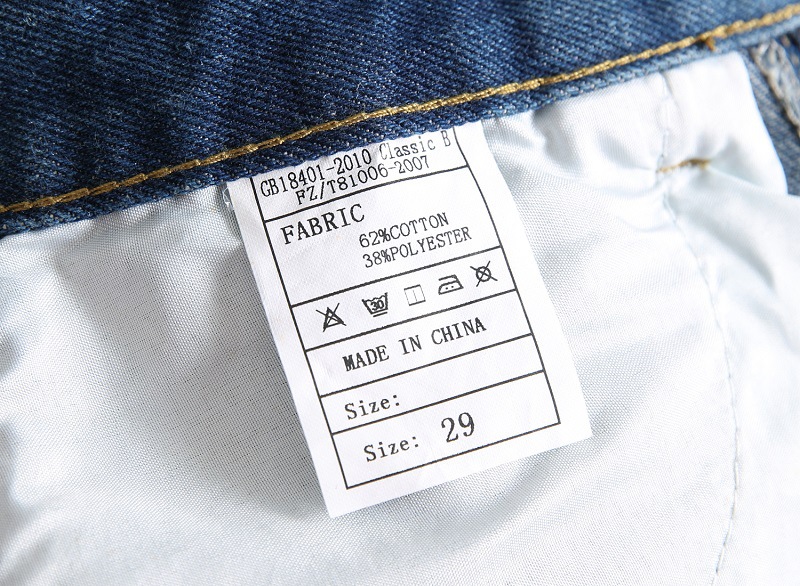 GB18401-2010 Classic B
FZ/T81006-2007
FABRIC
62%COTTON
38%POLYESTER
30
MADE IN CHINA
Size:
Size: 29